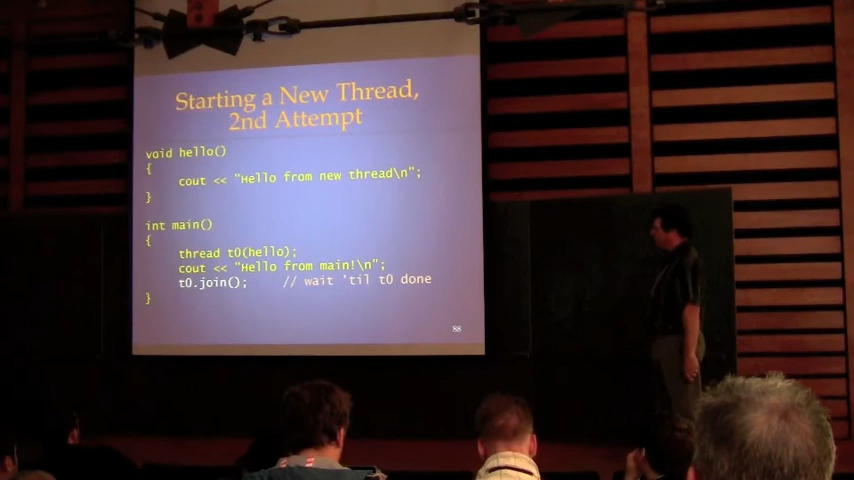 Starting a New Thread,
2nd Attempt
void hello()
{
cout << "Hello from new thread\n";
}
int main()
{
thread t0(hello);
cout << "Hello from main!\n";
t0.join(); // wait 'til t0 done
}
88